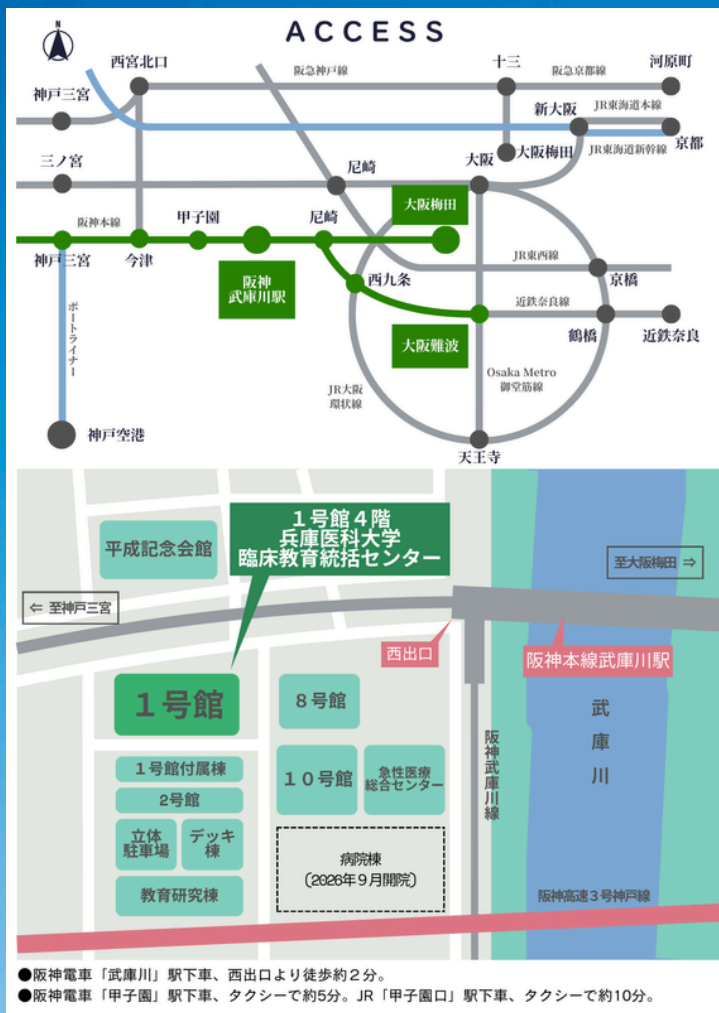 N
ACCESS
西宮北口
阪急神戸線
十三
阪急京都線
河原町
神戸三宮
新大阪
JR東海道本線
大阪梅田
JR東海道新幹線
京都
三ノ宮
尼崎
大阪
大阪梅田
阪神本線
甲子園
尼崎
神戸三宮
今津
阪神
武庫川駅
西九条
JR東西線
京橋
ポートライナー
大阪難波
近鉄奈良線
鶴橋
近鉄奈良
JR大阪
環状線
Osaka Metro
御堂筋線
神戸空港
天王寺
1号館4階
兵庫医科大学
臨床教育統括センター
平成記念会館
至大阪梅田 ⇒
⇐ 至神戸三宮
西出口
阪神本線武庫川駅
1号館
8号館
武庫川
阪神武庫川線
1号館付属棟
10号館
急性医療
総合センター
2号館
立体
駐車場
デッキ
棟
病院棟
(2026年9月開院)
教育研究棟
阪神高速3号神戸線
●阪神電車「武庫川」駅下車、西出口より徒歩約2分。
●阪神電車「甲子園」駅下車、タクシーで約5分。JR「甲子園口」駅下車、タクシーで約10分。